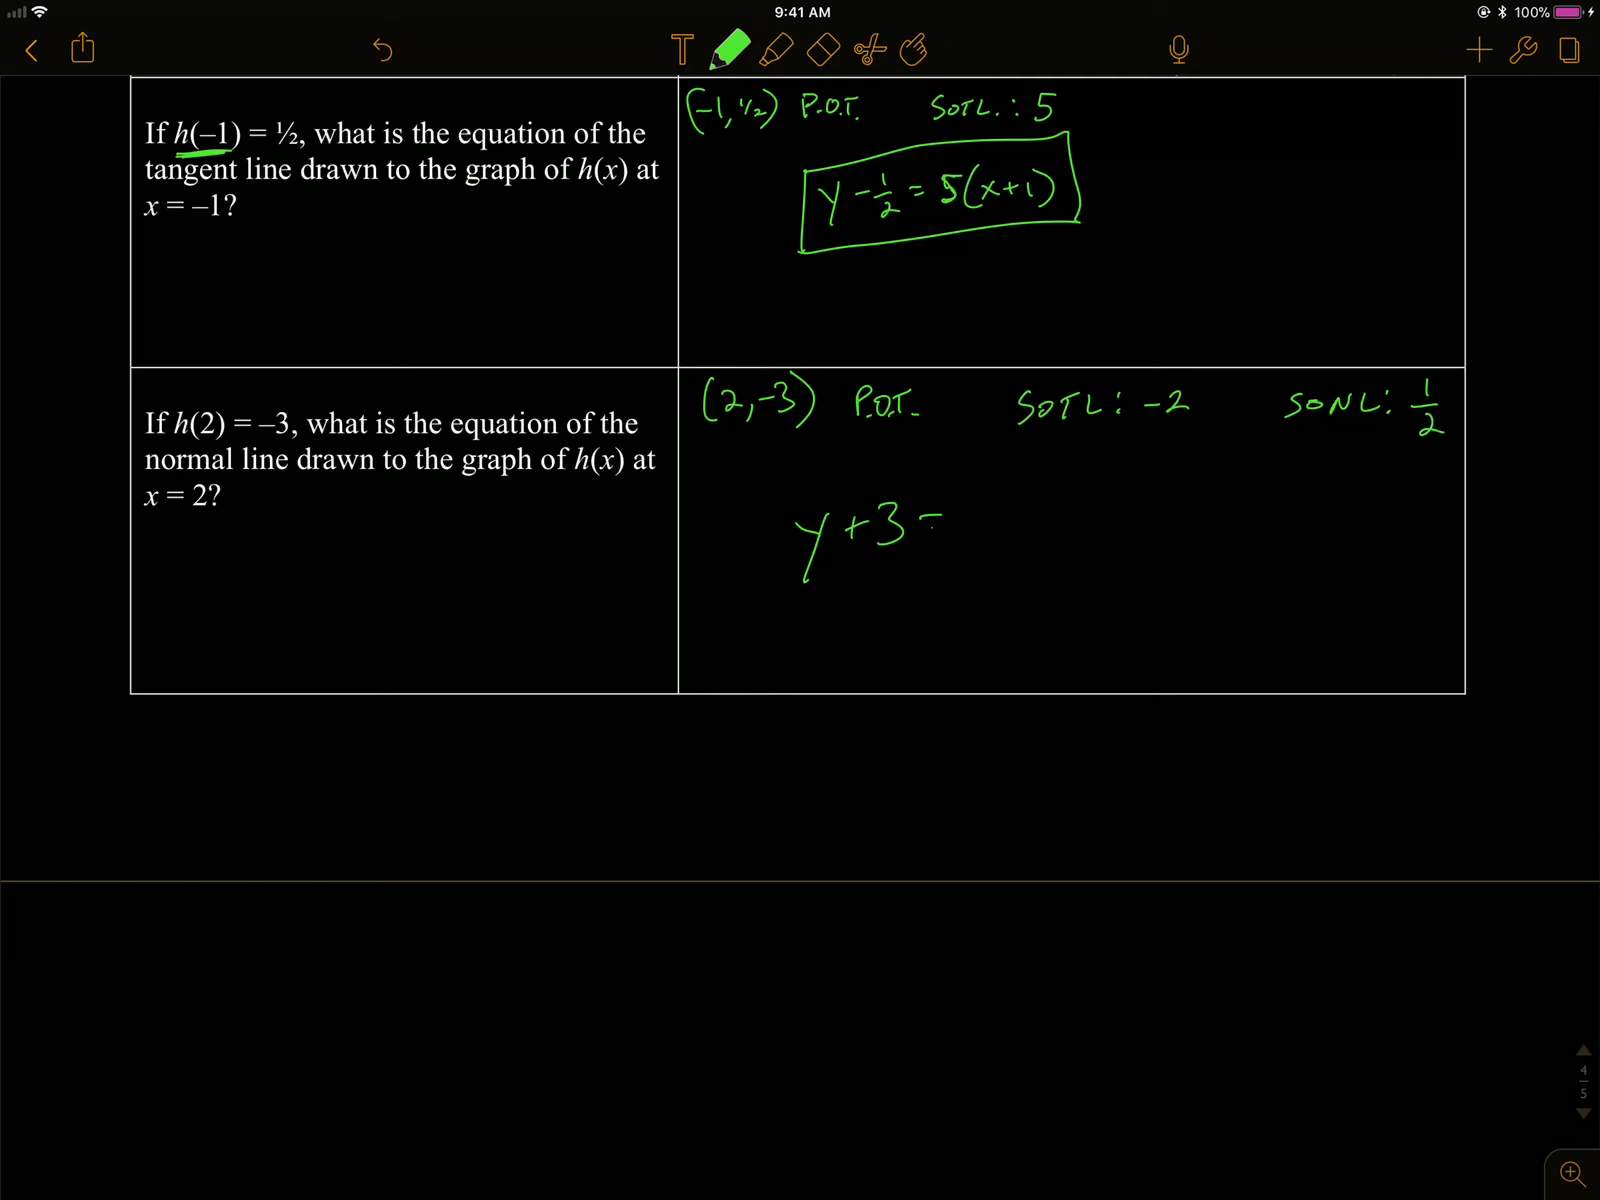 9:41 AM
100%
T
If h(–1) = ½, what is the equation of the
tangent line drawn to the graph of h(x) at
x = –1?
(-1, ½) P.O.T. SOTL.: 5
y - 1/2 = 5(x+1)
If h(2) = –3, what is the equation of the
normal line drawn to the graph of h(x) at
x = 2?
(2, -3) P.O.T. SOTL: -2 SONL: 1/2
y + 3 =
4
5